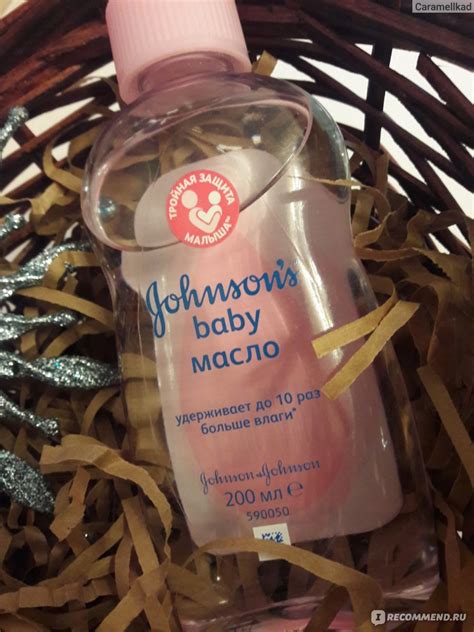 Caramellkad
ТРОЙНАЯ ЗАЩИТА
МАЛЫША™
Johnson's
baby
масло
удерживает до 10 раз
больше влаги*
Johnson & Johnson
200 мл e
590050
I RECOMMEND.RU